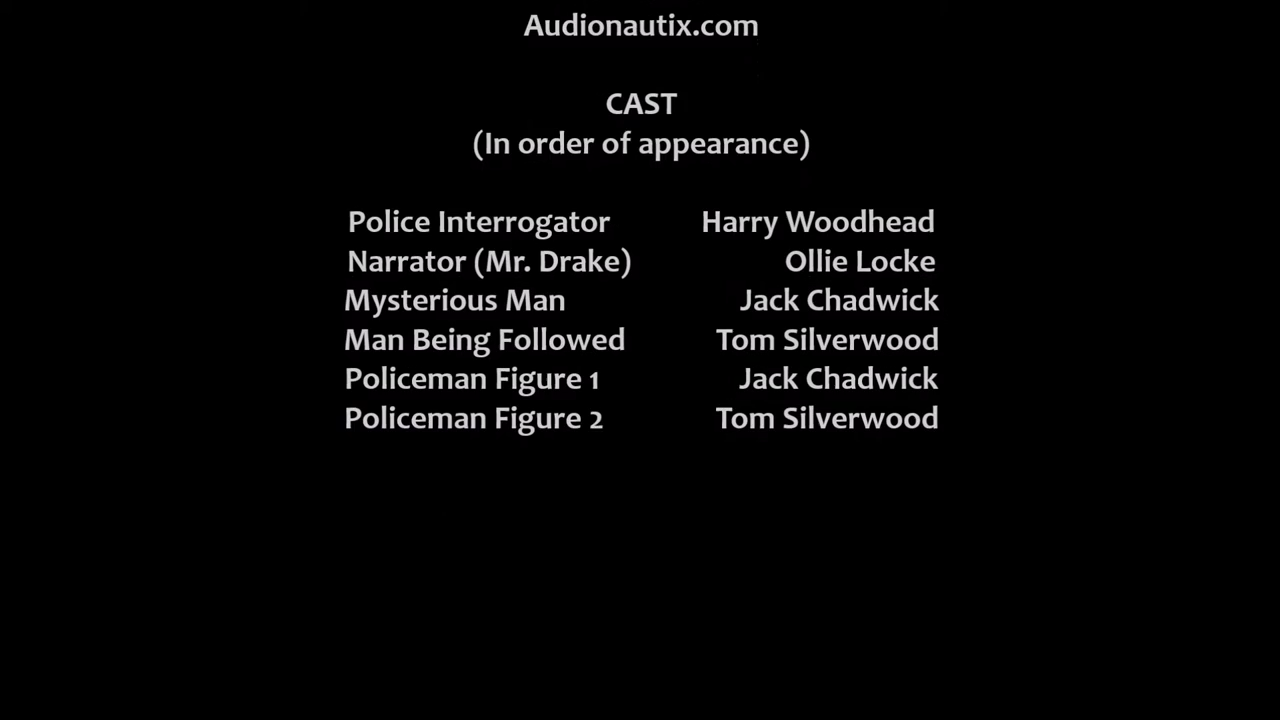 Audionautix.com
CAST
(In order of appearance)
Police Interrogator Harry Woodhead
Narrator (Mr. Drake) Ollie Locke
Mysterious Man Jack Chadwick
Man Being Followed Tom Silverwood
Policeman Figure 1 Jack Chadwick
Policeman Figure 2 Tom Silverwood